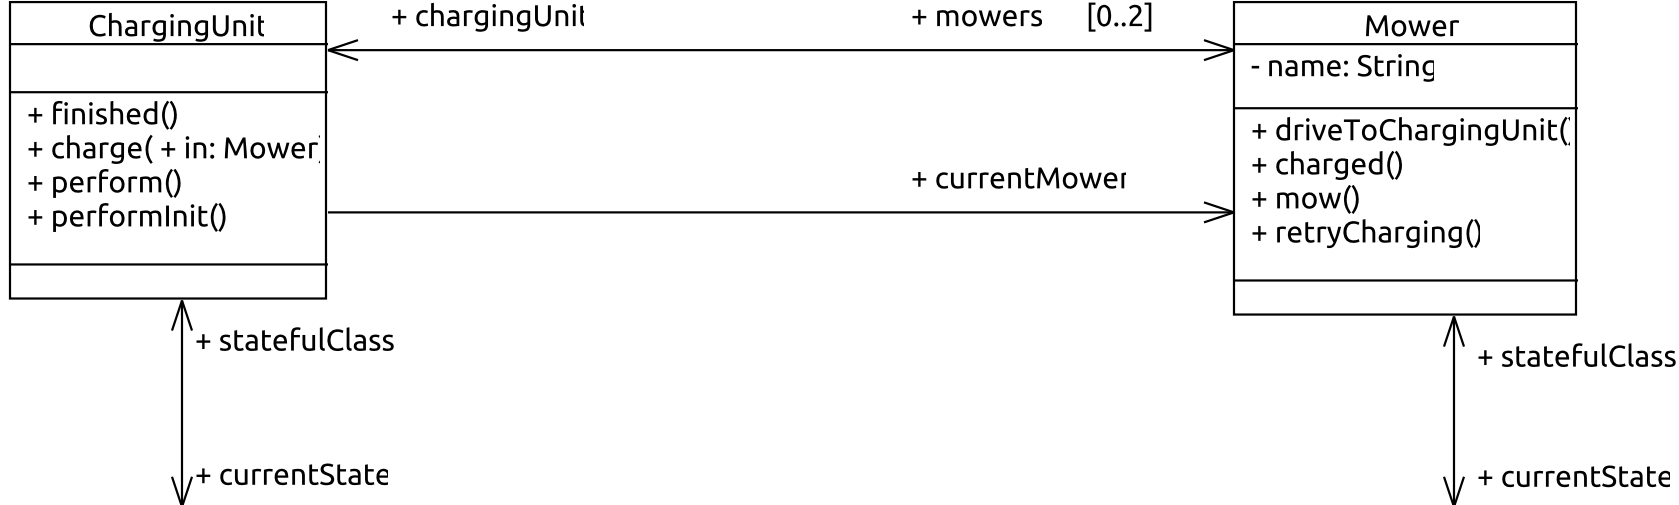 ChargingUnit
+ finished()
+ charge( + in: Mower)
+ perform()
+ performInit()
+ chargingUnit
+ mowers [0..2]
+ currentMower
Mower
- name: String
+ driveToChargingUnit()
+ charged()
+ mow()
+ retryCharging()
+ statefulClass
+ currentState
+ statefulClass
+ currentState